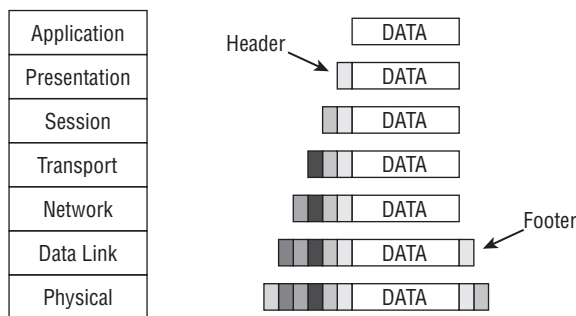 Application DATA
Header
Presentation DATA
Session DATA
Transport DATA
Network DATA
Footer
Data Link DATA
Physical DATA